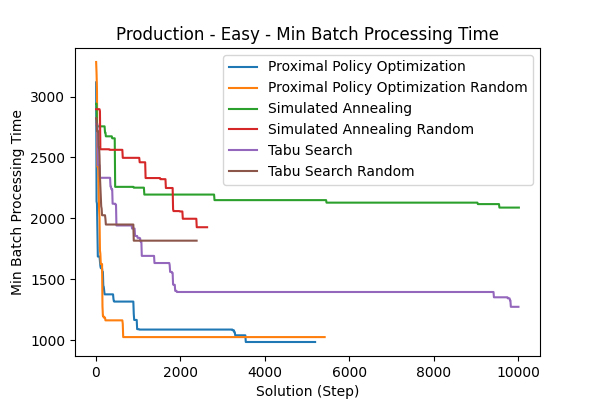 Production - Easy - Min Batch Processing Time
Proximal Policy Optimization
Proximal Policy Optimization Random
Simulated Annealing
Simulated Annealing Random
Tabu Search
Tabu Search Random
Min Batch Processing Time
3000
2500
2000
1500
1000
0 2000 4000 6000 8000 10000
Solution (Step)